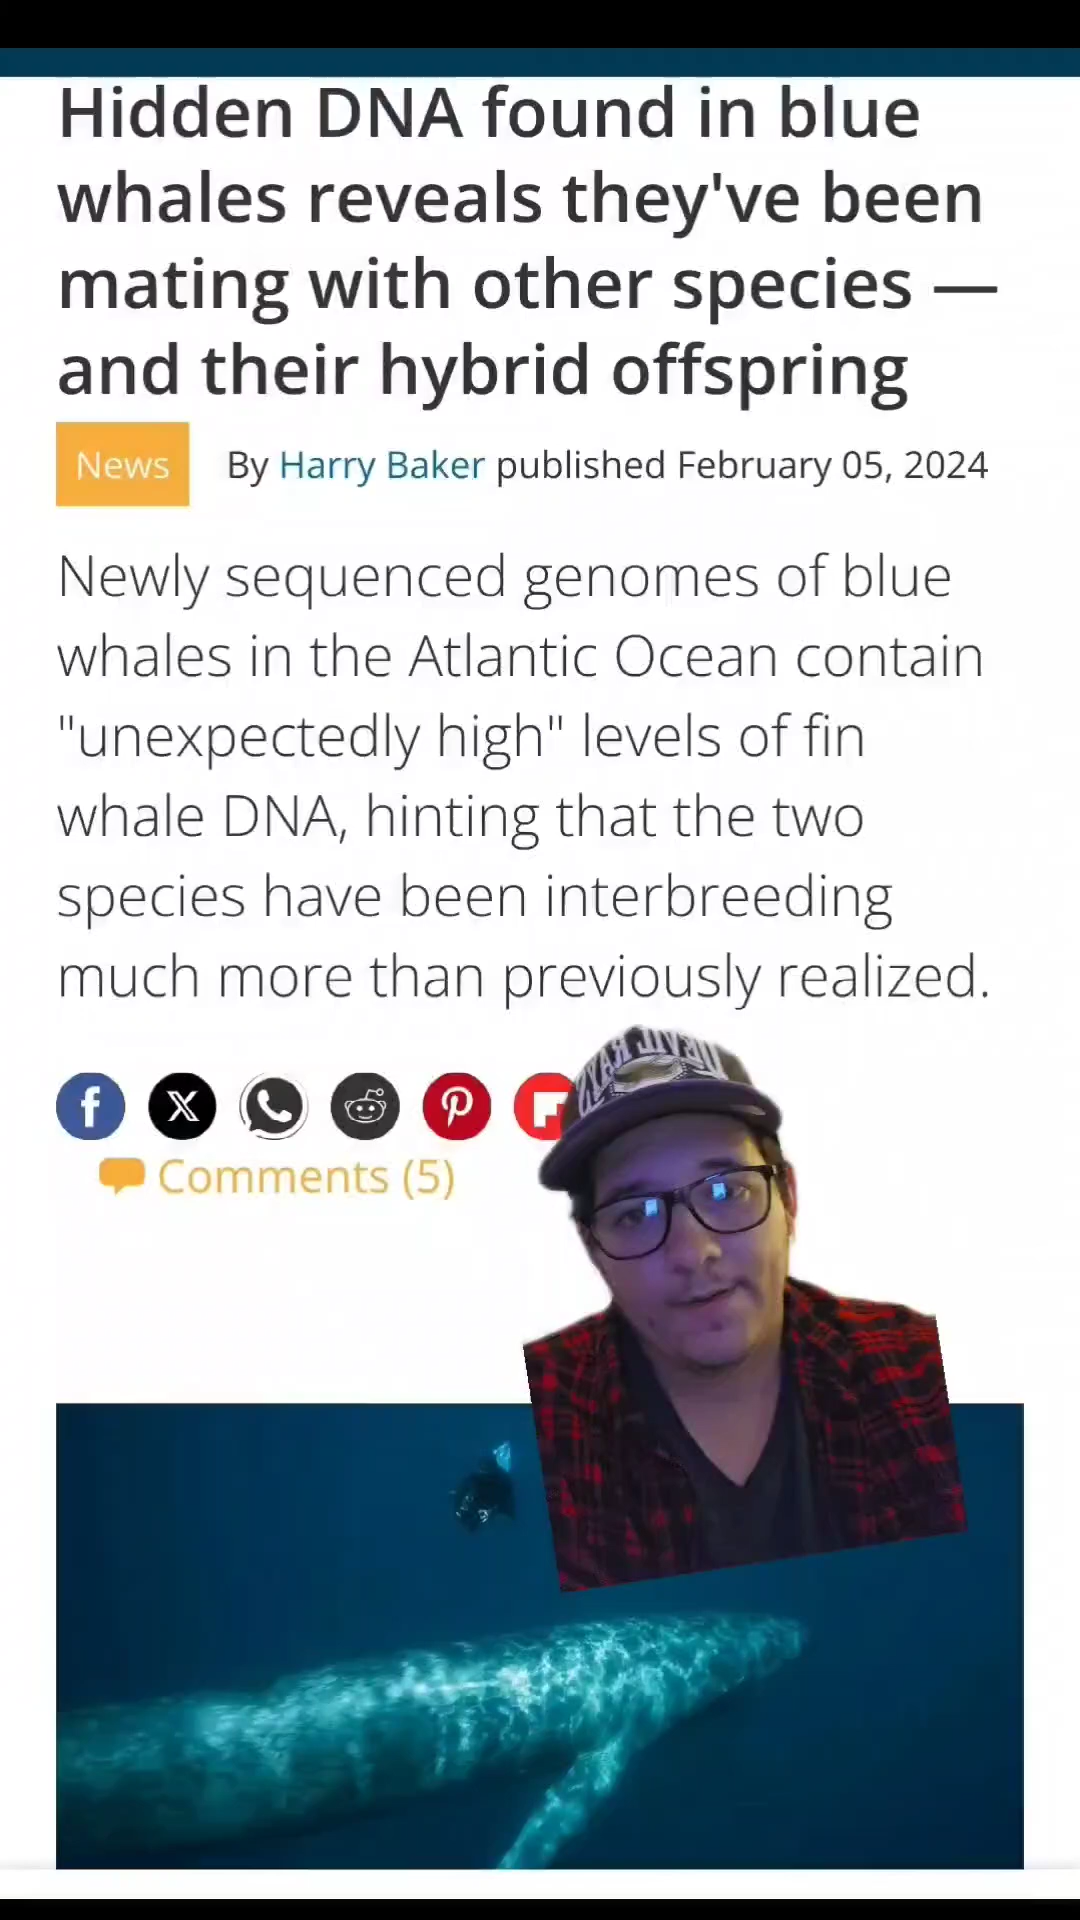 Hidden DNA found in blue
whales reveals they've been
mating with other species —
and their hybrid offspring
News
By Harry Baker published February 05, 2024
Newly sequenced genomes of blue
whales in the Atlantic Ocean contain
"unexpectedly high" levels of fin
whale DNA, hinting that the two
species have been interbreeding
much more than previously realized.
Comments (5)
DEVIL RAYZ